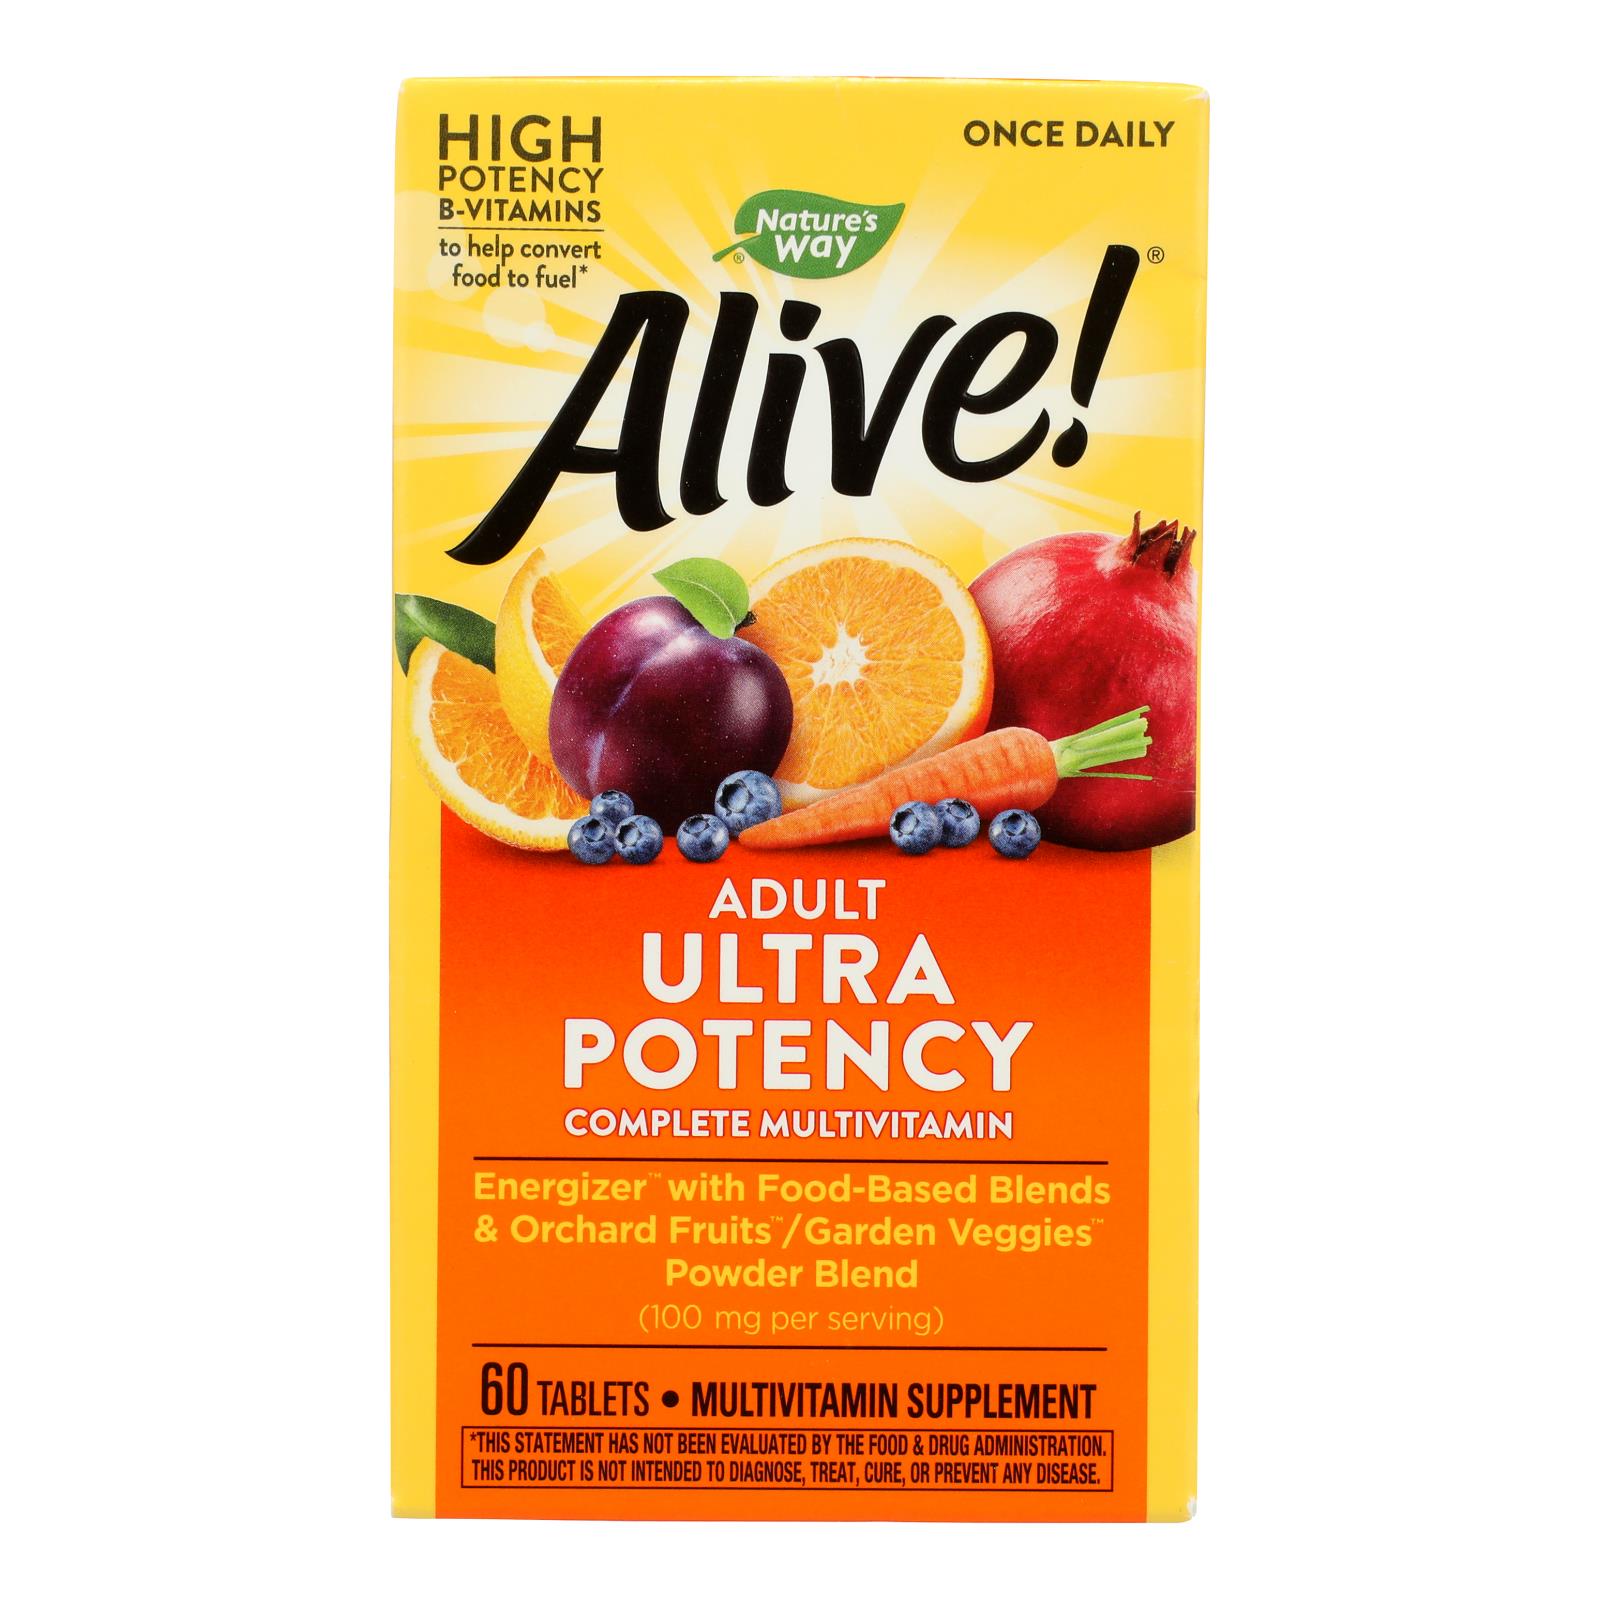 HIGH
POTENCY
B-VITAMINS
to help convert
food to fuel*
ONCE DAILY
Nature's
Way
®
Alive!®
ADULT
ULTRA
POTENCY
COMPLETE MULTIVITAMIN
Energizer™ with Food-Based Blends
& Orchard Fruits™/Garden Veggies™
Powder Blend
(100 mg per serving)
60 TABLETS • MULTIVITAMIN SUPPLEMENT
*THIS STATEMENT HAS NOT BEEN EVALUATED BY THE FOOD & DRUG ADMINISTRATION.
THIS PRODUCT IS NOT INTENDED TO DIAGNOSE, TREAT, CURE, OR PREVENT ANY DISEASE.